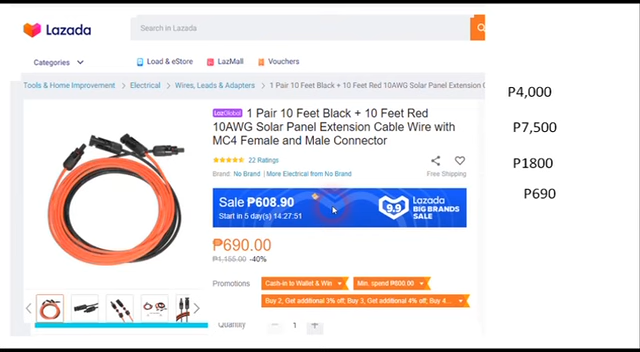 Lazada
Search in Lazada
Categories
Load & eStore
LazMall
Vouchers
Tools & Home Improvement > Electrical > Wires, Leads & Adapters > 1 Pair 10 Feet Black + 10 Feet Red 10AWG Solar Panel Extension C
LazGlobal 1 Pair 10 Feet Black + 10 Feet Red
10AWG Solar Panel Extension Cable Wire with
MC4 Female and Male Connector
22 Ratings
Brand: No Brand | More Electrical from No Brand
Free Shipping
Sale ₱608.90
Start in 5 day(s) 14:27:51
9.9
Lazada
BIG BRANDS
SALE
₱690.00
₱1,155.00 -40%
Promotions
Cash-in to Wallet & Win
Min. spend ₱800.00
Buy 2, Get additional 3% off; Buy 3, Get additional 4% off; Buy 4...
Quantity
1
P4,000
P7,500
P1800
P690